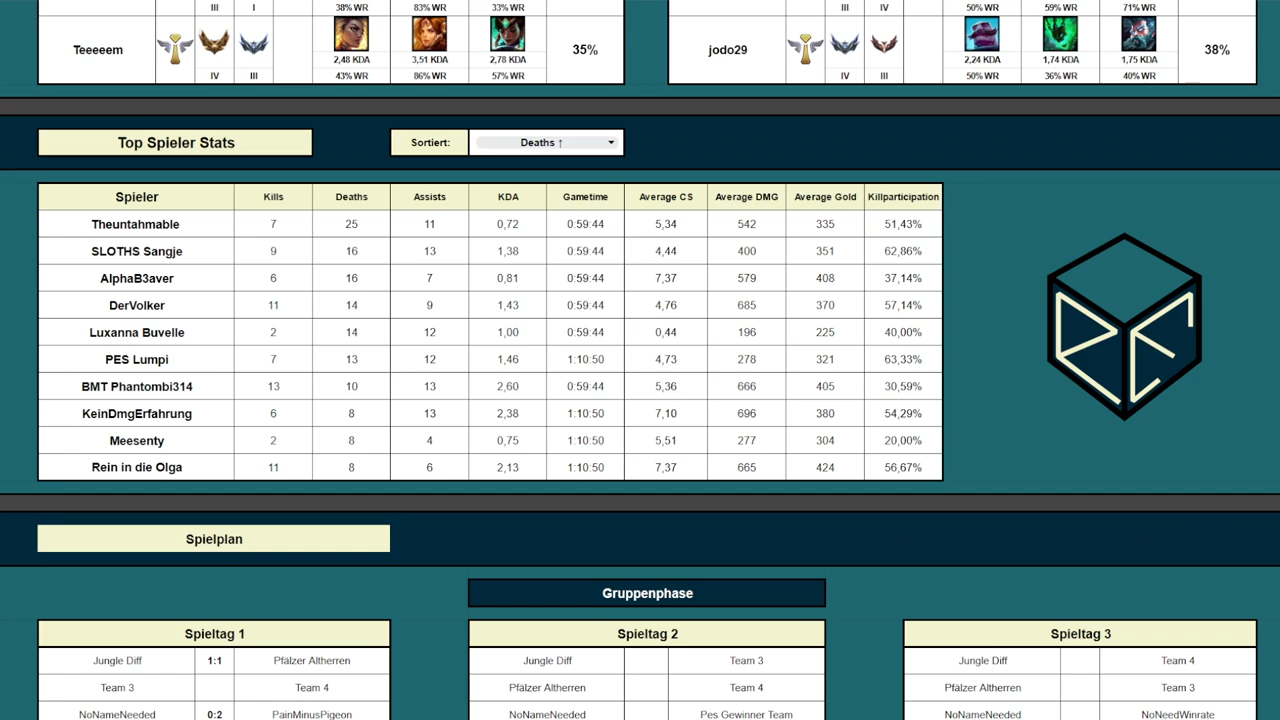 III I 38% WR 83% WR 33% WR III IV 50% WR 59% WR 71% WR
Teeeeem 35% jodo29 38%
2,48 KDA 3,51 KDA 2,78 KDA 2,24 KDA 1,74 KDA 1,75 KDA
IV III 43% WR 86% WR 57% WR IV III 50% WR 36% WR 40% WR
Top Spieler Stats Sortiert: Deaths ↑
Spieler Kills Deaths Assists KDA Gametime Average CS Average DMG Average Gold Killparticipation
Theuntahmable 7 25 11 0,72 0:59:44 5,34 542 335 51,43%
SLOTHS Sangje 9 16 13 1,38 0:59:44 4,44 400 351 62,86%
AlphaB3aver 6 16 7 0,81 0:59:44 7,37 579 408 37,14%
DerVolker 11 14 9 1,43 0:59:44 4,76 685 370 57,14%
Luxanna Buvelle 2 14 12 1,00 0:59:44 0,44 196 225 40,00%
PES Lumpi 7 13 12 1,46 1:10:50 4,73 278 321 63,33%
BMT Phantombi314 13 10 13 2,60 0:59:44 5,36 666 405 30,59%
KeinDmgErfahrung 6 8 13 2,38 1:10:50 7,10 696 380 54,29%
Meesenty 2 8 4 0,75 1:10:50 5,51 277 304 20,00%
Rein in die Olga 11 8 6 2,13 1:10:50 7,37 665 424 56,67%
Spielplan
Gruppenphase
Spieltag 1 Spieltag 2 Spieltag 3
Jungle Diff 1:1 Pfälzer Altherren Jungle Diff Team 3 Jungle Diff Team 4
Team 3 Team 4 Pfälzer Altherren Team 4 Pfälzer Altherren Team 3
NoNameNeeded 0:2 PainMinusPigeon NoNameNeeded Pes Gewinner Team NoNameNeeded NoNeedWinrate